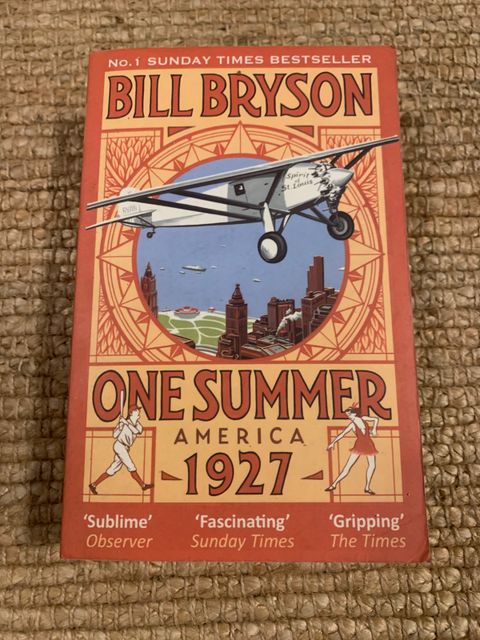 No.1 SUNDAY TIMES BESTSELLER
BILL BRYSON
Spirit of
St. Louis
ONE SUMMER
AMERICA
1927
‘Sublime’ ‘Fascinating’ ‘Gripping’
Observer Sunday Times The Times